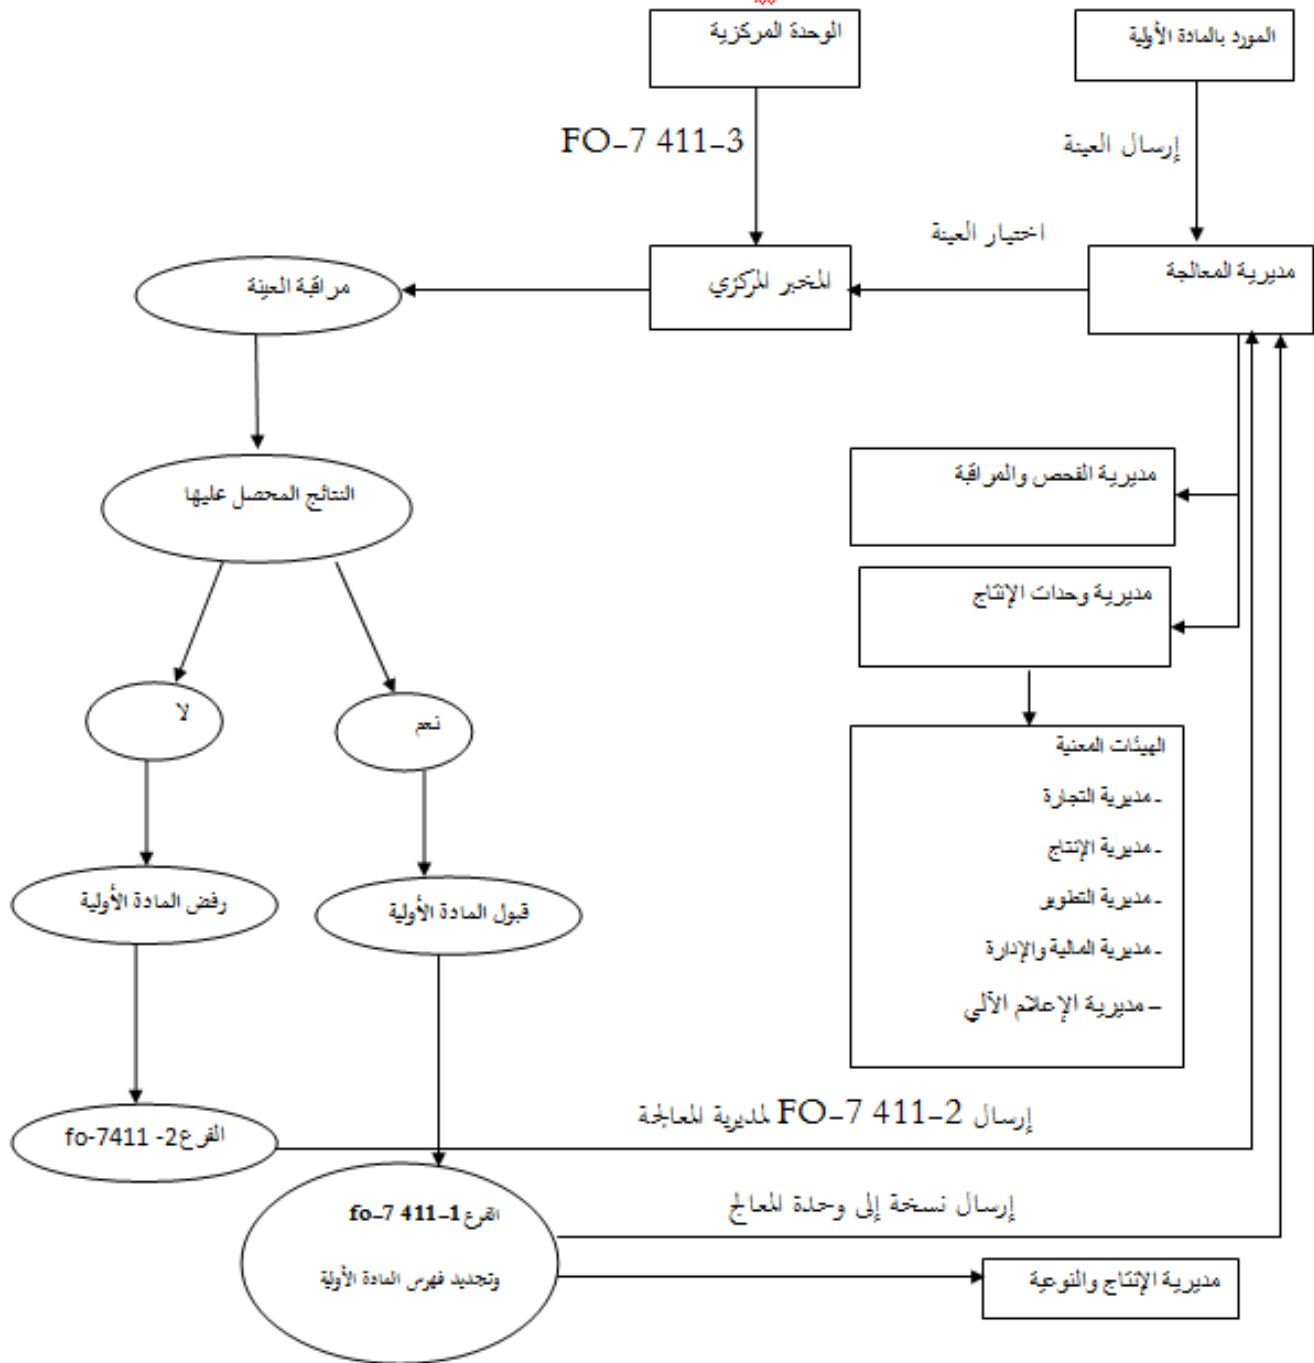 المورد بالمادة الأولية
الوحدة المركزية
إرسال العينة
FO–7 411–3
اختيار العينة
مديرية المعالجة
المخبر المركزي
مراقبة العينة
النتائج المحصل عليها
مديرية الفحص والمراقبة
مديرية وحدات الإنتاج
لا
نعم
الهيئات المعنية
- مديرية التجارة
- مديرية الإنتاج
- مديرية التطوير
- مديرية المالية والإدارة
– مديرية الإعلام الآلي
رفض المادة الأولية
قبول المادة الأولية
إرسال FO–7 411–2 لمديرية المعالجة
الفرع fo-7411 -2
إرسال نسخة إلى وحدة المعالج
الفرع fo–7 411–1
وتجديد فهرس المادة الأولية
مديرية الإنتاج والنوعية